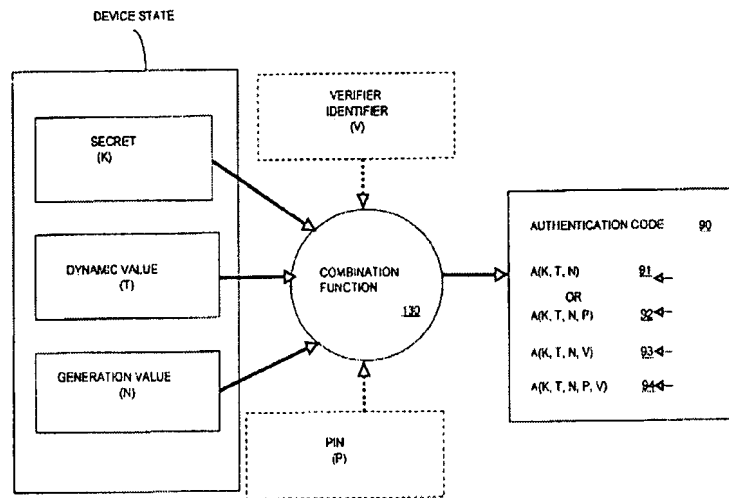 DEVICE STATE
SECRET
(K)
DYNAMIC VALUE
(T)
GENERATION VALUE
(N)
VERIFIER
IDENTIFIER
(V)
COMBINATION
FUNCTION
130
PIN
(P)
AUTHENTICATION CODE 90
A(K, T, N) 91
OR
A(K, T, N, P) 92
A(K, T, N, V) 93
A(K, T, N, P, V) 94